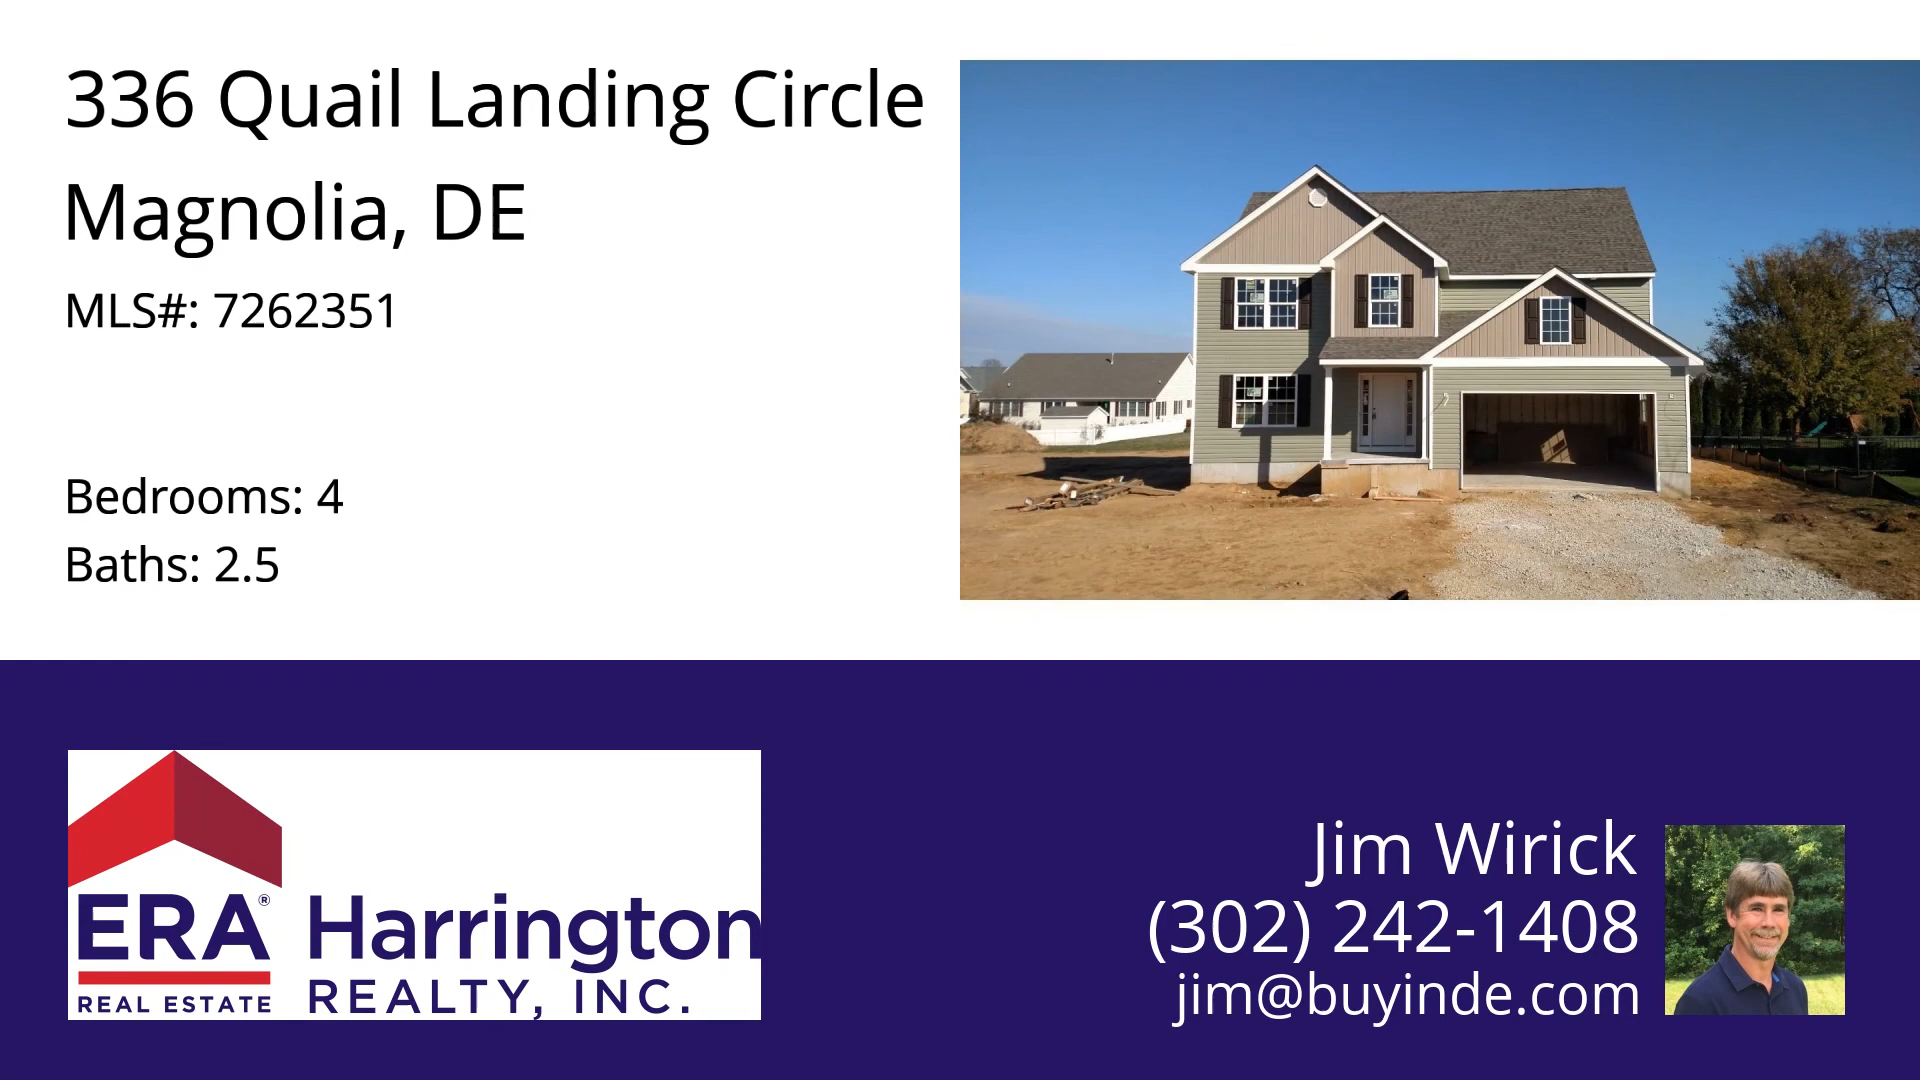 336 Quail Landing Circle
Magnolia, DE
MLS#: 7262351
Bedrooms: 4
Baths: 2.5
ERA®
REAL ESTATE
Harrington
REALTY, INC.
Jim Wirick
(302) 242-1408
jim@buyinde.com